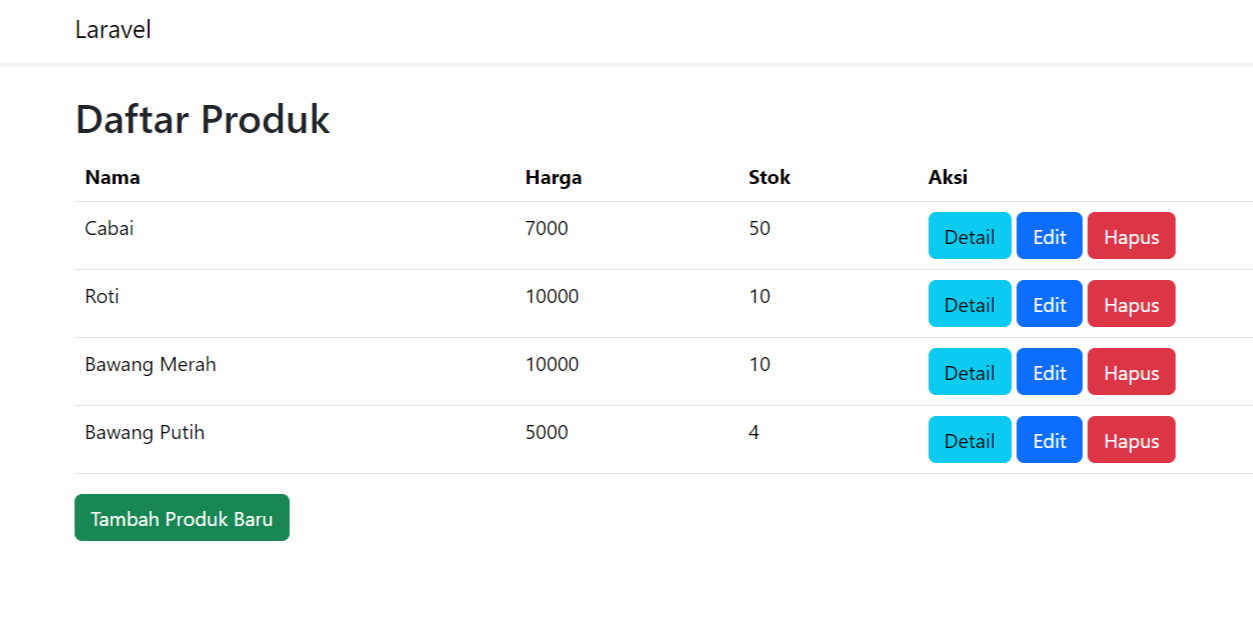 Laravel
Daftar Produk
Nama Harga Stok Aksi
Cabai 7000 50 Detail Edit Hapus
Roti 10000 10 Detail Edit Hapus
Bawang Merah 10000 10 Detail Edit Hapus
Bawang Putih 5000 4 Detail Edit Hapus
Tambah Produk Baru